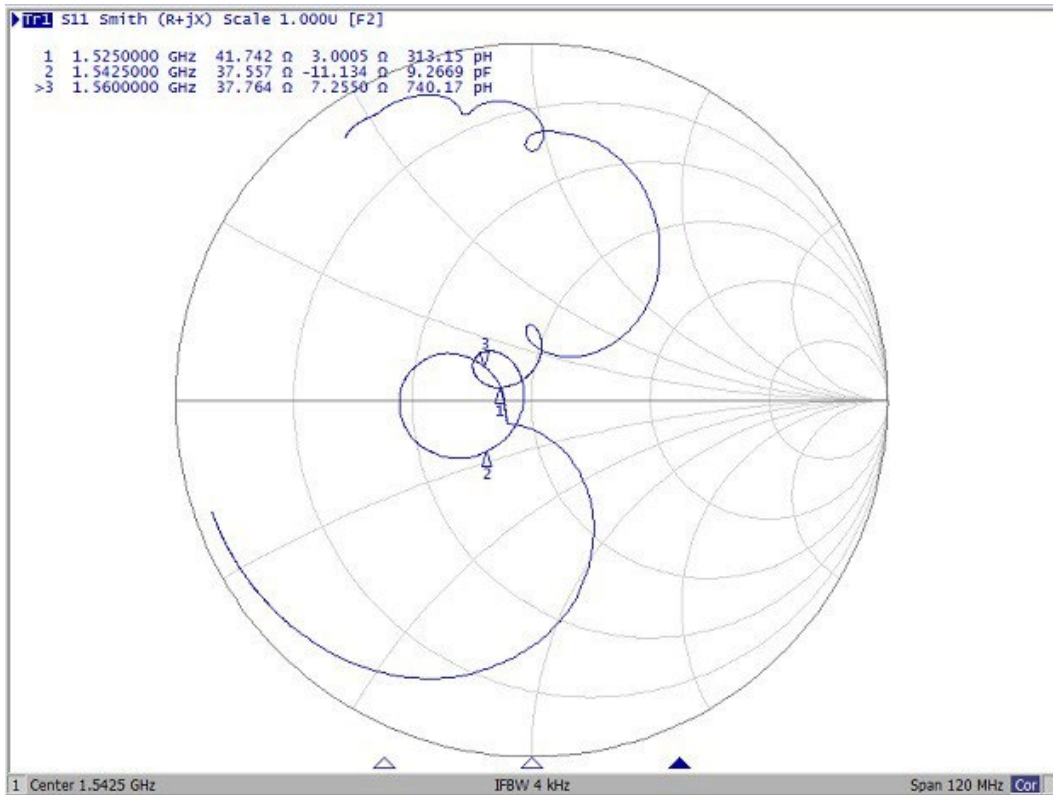 ▶Tr1 S11 Smith (R+jX) Scale 1.000U [F2]
1 1.5250000 GHz 41.742 Ω 3.0005 Ω 313.15 pH
2 1.5425000 GHz 37.557 Ω -11.134 Ω 9.2669 pF
>3 1.5600000 GHz 37.764 Ω 7.2550 Ω 740.17 pH
3
1
2
1 Center 1.5425 GHz IFBW 4 kHz Span 120 MHz Cor